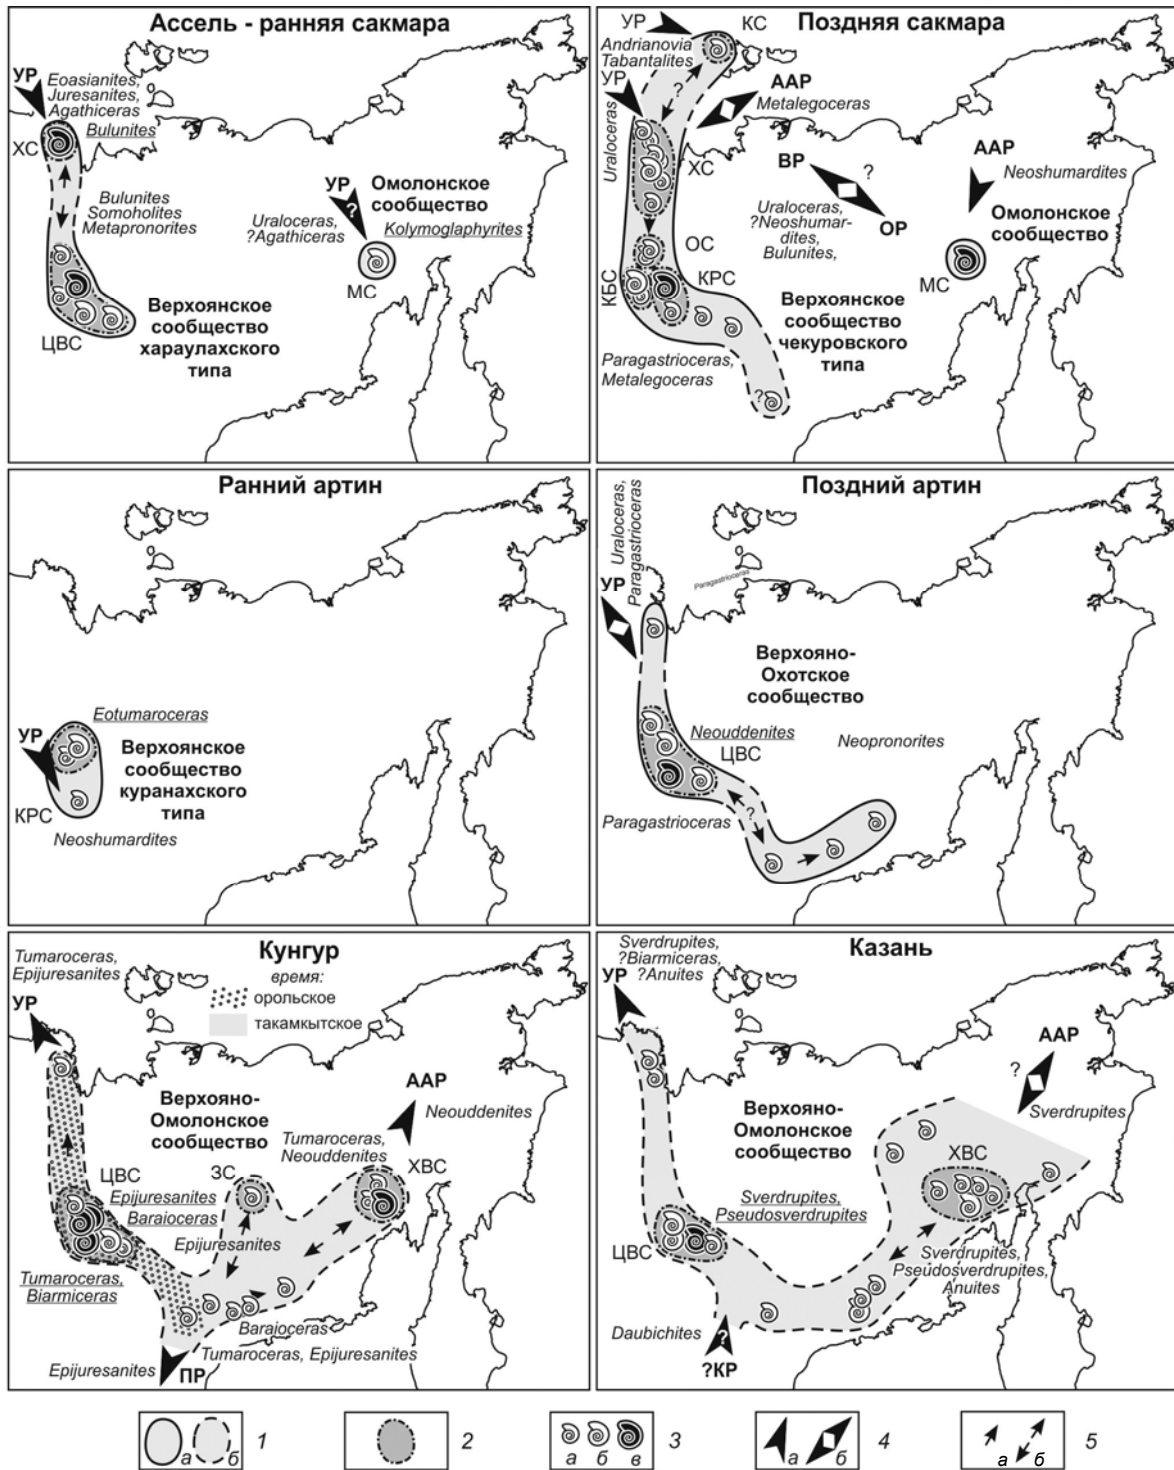 Ассель - ранняя сакмара
УР
Eoasianites,
Juresanites,
Agathiceras
Bulunites
ХС
Bulunites
Somoholites
Metapronorites
ЦВС
Верхоянское
сообщество
хараулахского
типа
УР
?
Uraloceras,
?Agathiceras
Омолонское
сообщество
Kolymoglaphyrites
МС
Поздняя сакмара
УР
КС
Andrianovia
Tabantalites
УР
?
ААР
Metalegoceras
Uraloceras
ХС
ВР
?
ОР
Uraloceras,
?Neoshumar-
dites,
Bulunites,
ААР
Neoshumardites
Омолонское
сообщество
МС
ОС
КБС
КРС
Верхоянское
сообщество
чекуровского
типа
Paragastrioceras,
Metalegoceras
?
Ранний артин
Eotumaroceras
УР
Верхоянское
сообщество
куранахского
типа
КРС
Neoshumardites
Поздний артин
Uraloceras
Paragastrioceras
Paragastrioceras
УР
Верхояно-
Охотское
сообщество
Neouddenites
ЦВС
Neopronorites
Paragastrioceras
?
Кунгур
Tumaroceras,
Epijuresanites
УР
время:
орольское
такамкытское
Верхояно-
Омолонское
сообщество
ААР
Neouddenites
Tumaroceras,
Neouddenites
ХВС
ЦВС
ЗС
Epijuresanites
Baraioceras
Epijuresanites
Tumaroceras,
Biarmiceras
Baraioceras
Tumaroceras, Epijuresanites
Epijuresanites
ПР
Казань
Sverdrupites,
?Biarmiceras,
?Anuites
УР
ААР
?
Sverdrupites
Верхояно-
Омолонское
сообщество
ХВС
Sverdrupites,
Pseudosverdrupites
ЦВС
Sverdrupites,
Pseudosverdrupites,
Anuites
Daubichites
?
?КР
а б 1
2
а б в 3
а б 4
а б 5